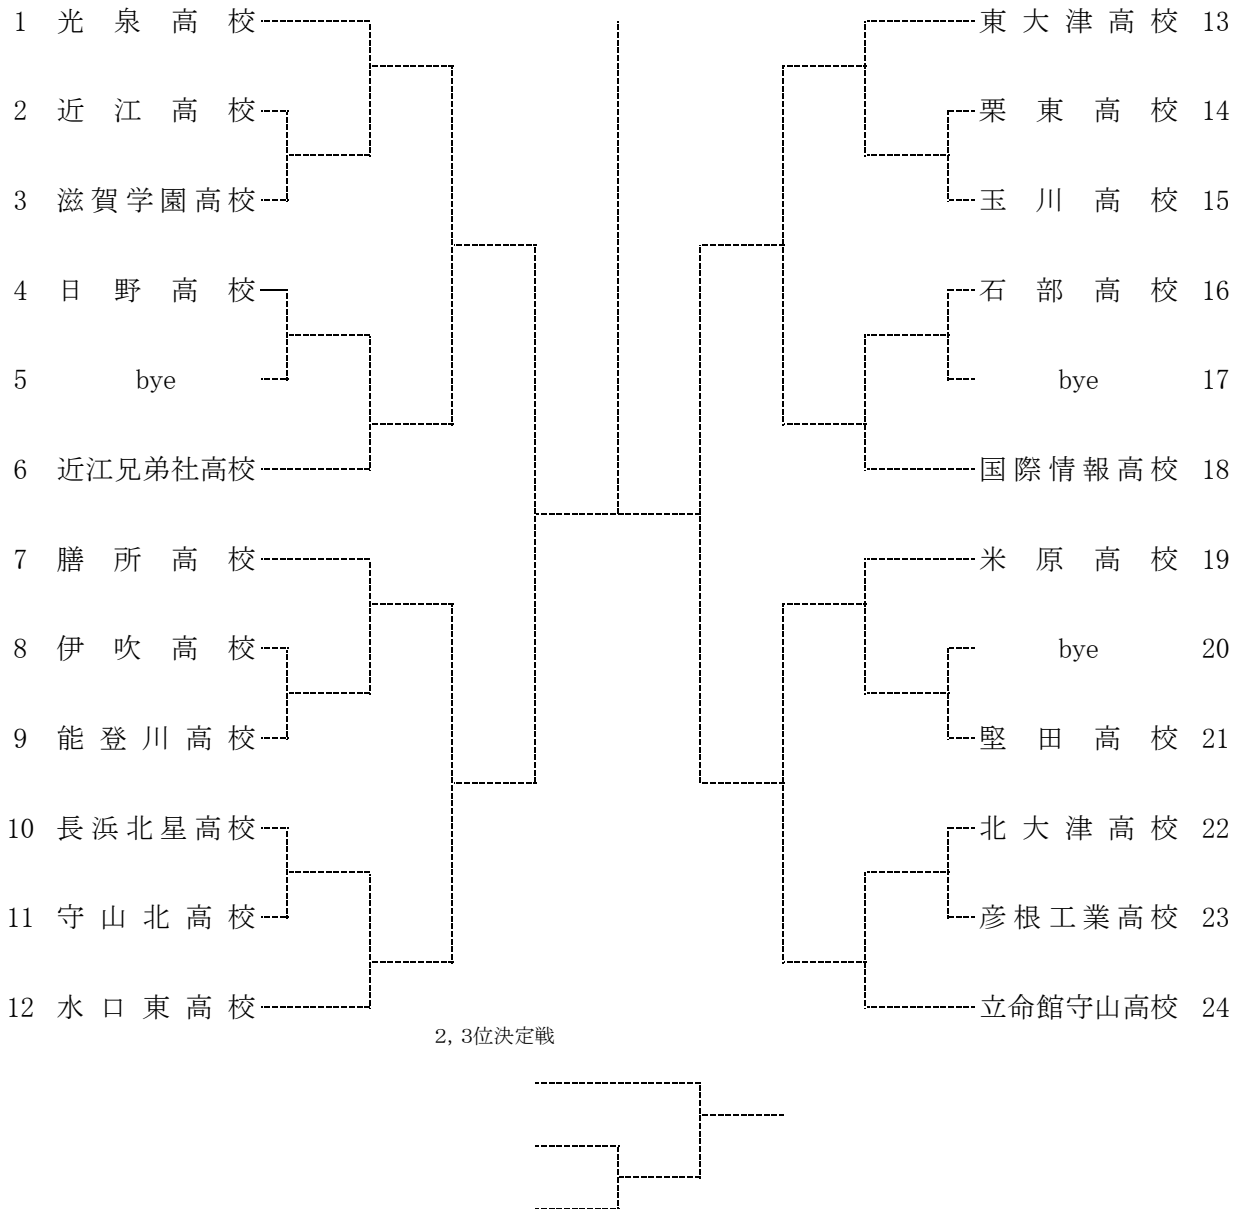 1 光泉高校
2 近江高校
3 滋賀学園高校
4 日野高校
5 bye
6 近江兄弟社高校
7 膳所高校
8 伊吹高校
9 能登川高校
10 長浜北星高校
11 守山北高校
12 水口東高校
東大津高校 13
栗東高校 14
玉川高校 15
石部高校 16
bye 17
国際情報高校 18
米原高校 19
bye 20
堅田高校 21
北大津高校 22
彦根工業高校 23
立命館守山高校 24
2, 3位決定戦